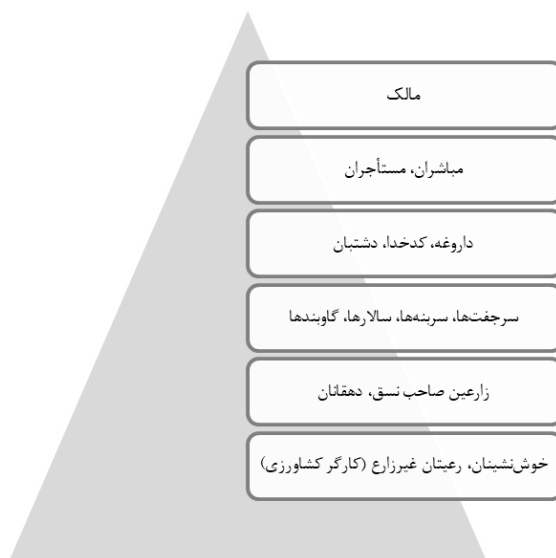 مالک
مباشران، مستأجران
داروغه، کدخدا، دشتبان
سرجفت‌ها، سربنه‌ها، سالارها، گاوبندها
زارعین صاحب نسق، دهقانان
خوش‌نشینان، رعیتان غیرزارع (کارگر کشاورزی)